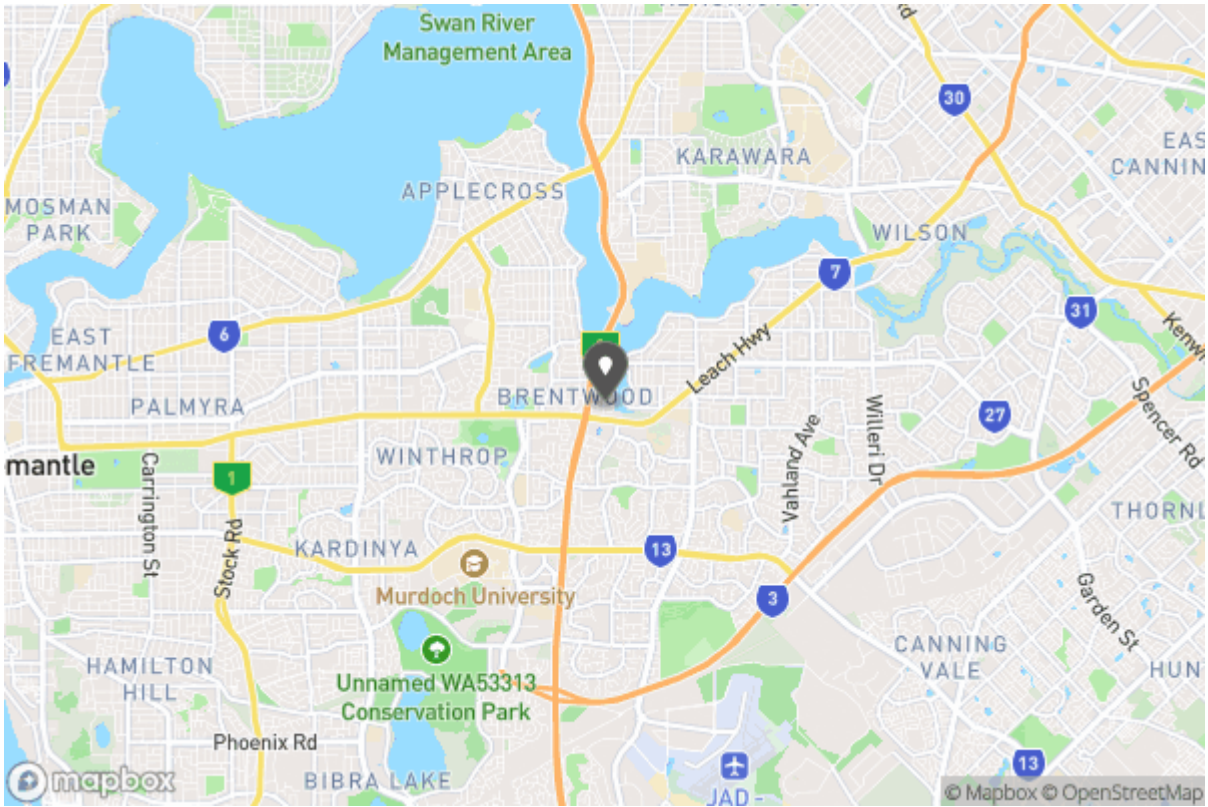 Swan River
Management Area
30
KARAWARA
CANNIN
APPLECROSS
MOSMAN
PARK
WILSON
7
31
6
EAST
FREMANTLE
Leach Hwy
BRENTWOOD
PALMYRA
Spencer Rd
Willeri Dr
27
Vahland Ave
mantle
WINTHROP
Carrington St
1
Stock Rd
THORNL
KARDINYA
13
Murdoch University
3
Garden St
CANNING
VALE
HAMILTON
HILL
HUN
Unnamed WA53313
Conservation Park
Phoenix Rd
BIBRA LAKE
13
JAD-
mapbox
© Mapbox © OpenStreetMap